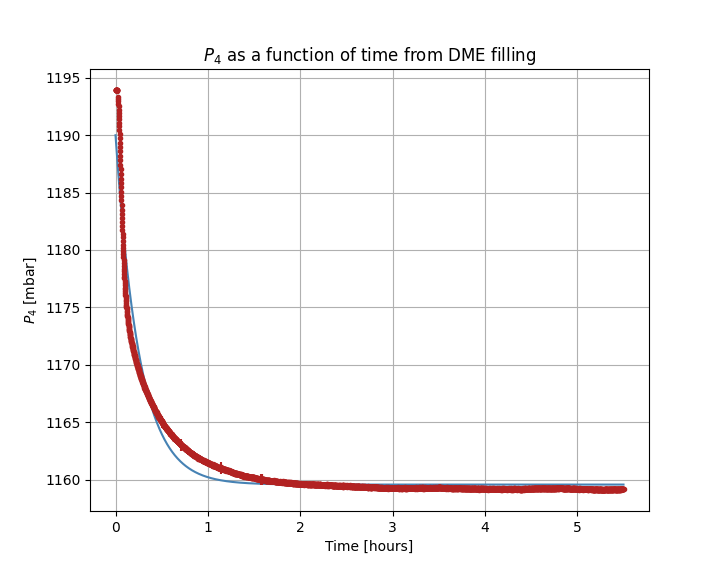 P₄ as a function of time from DME filling
P₄ [mbar]
1195
1190
1185
1180
1175
1170
1165
1160
0 1 2 3 4 5
Time [hours]